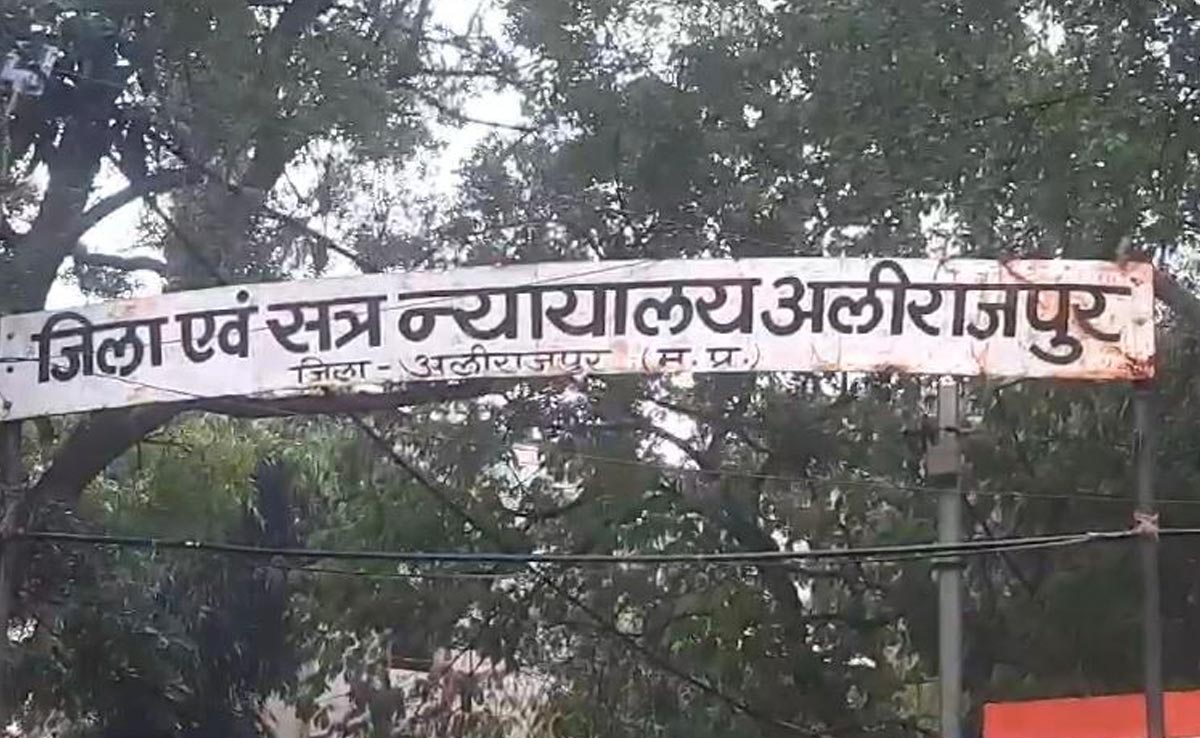 जिला एवं सत्र न्यायालय अलीराजपुर
जिला - अलीराजपुर (म.प्र.)